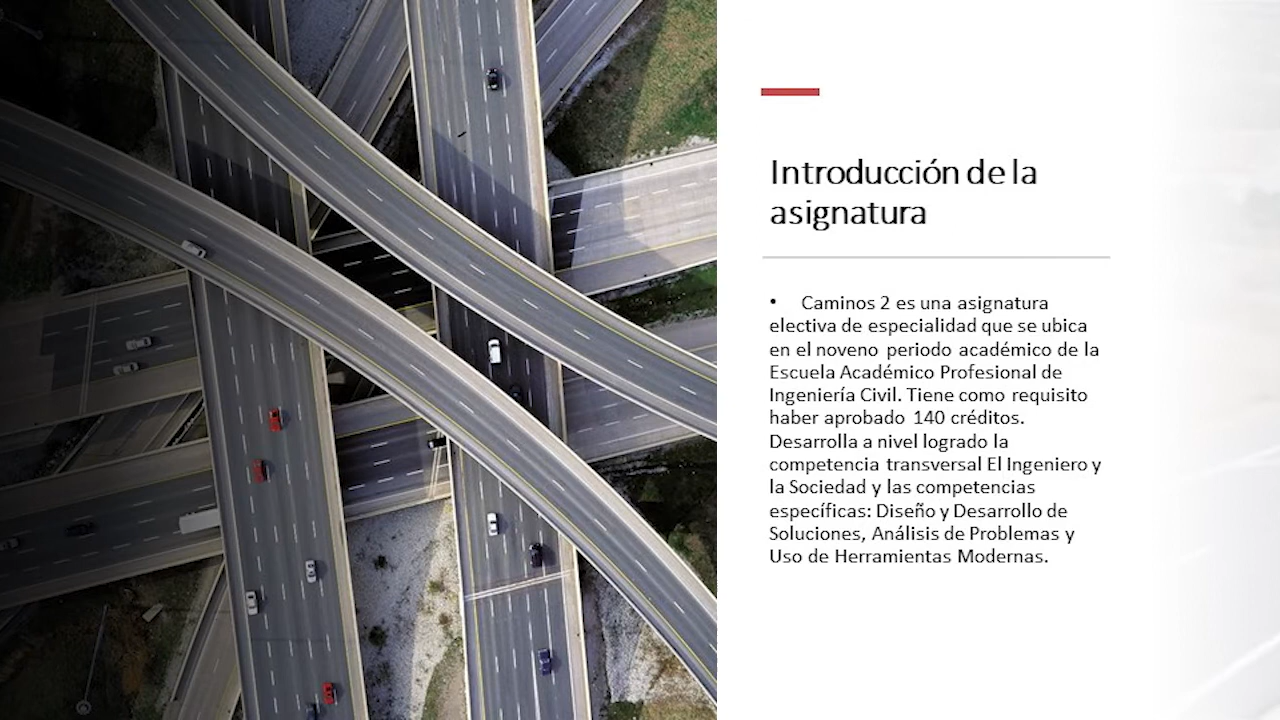 Introducción de la
asignatura
• Caminos 2 es una asignatura
electiva de especialidad que se ubica
en el noveno periodo académico de la
Escuela Académico Profesional de
Ingeniería Civil. Tiene como requisito
haber aprobado 140 créditos.
Desarrolla a nivel logrado la
competencia transversal El Ingeniero y
la Sociedad y las competencias
específicas: Diseño y Desarrollo de
Soluciones, Análisis de Problemas y
Uso de Herramientas Modernas.